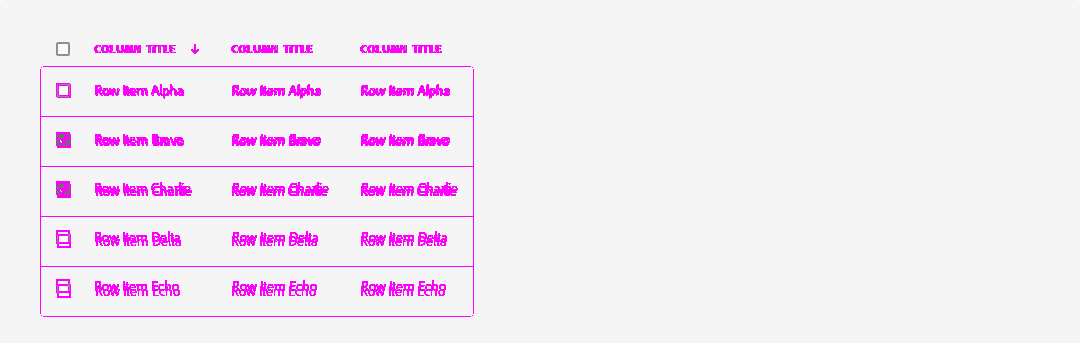 COLUMN TITLE ↓ COLUMN TITLE COLUMN TITLE
Row Item Alpha Row Item Alpha Row Item Alpha
Row Item Bravo Row Item Bravo Row Item Bravo
Row Item Charlie Row Item Charlie Row Item Charlie
Row Item Delta Row Item Delta Row Item Delta
Row Item Echo Row Item Echo Row Item Echo